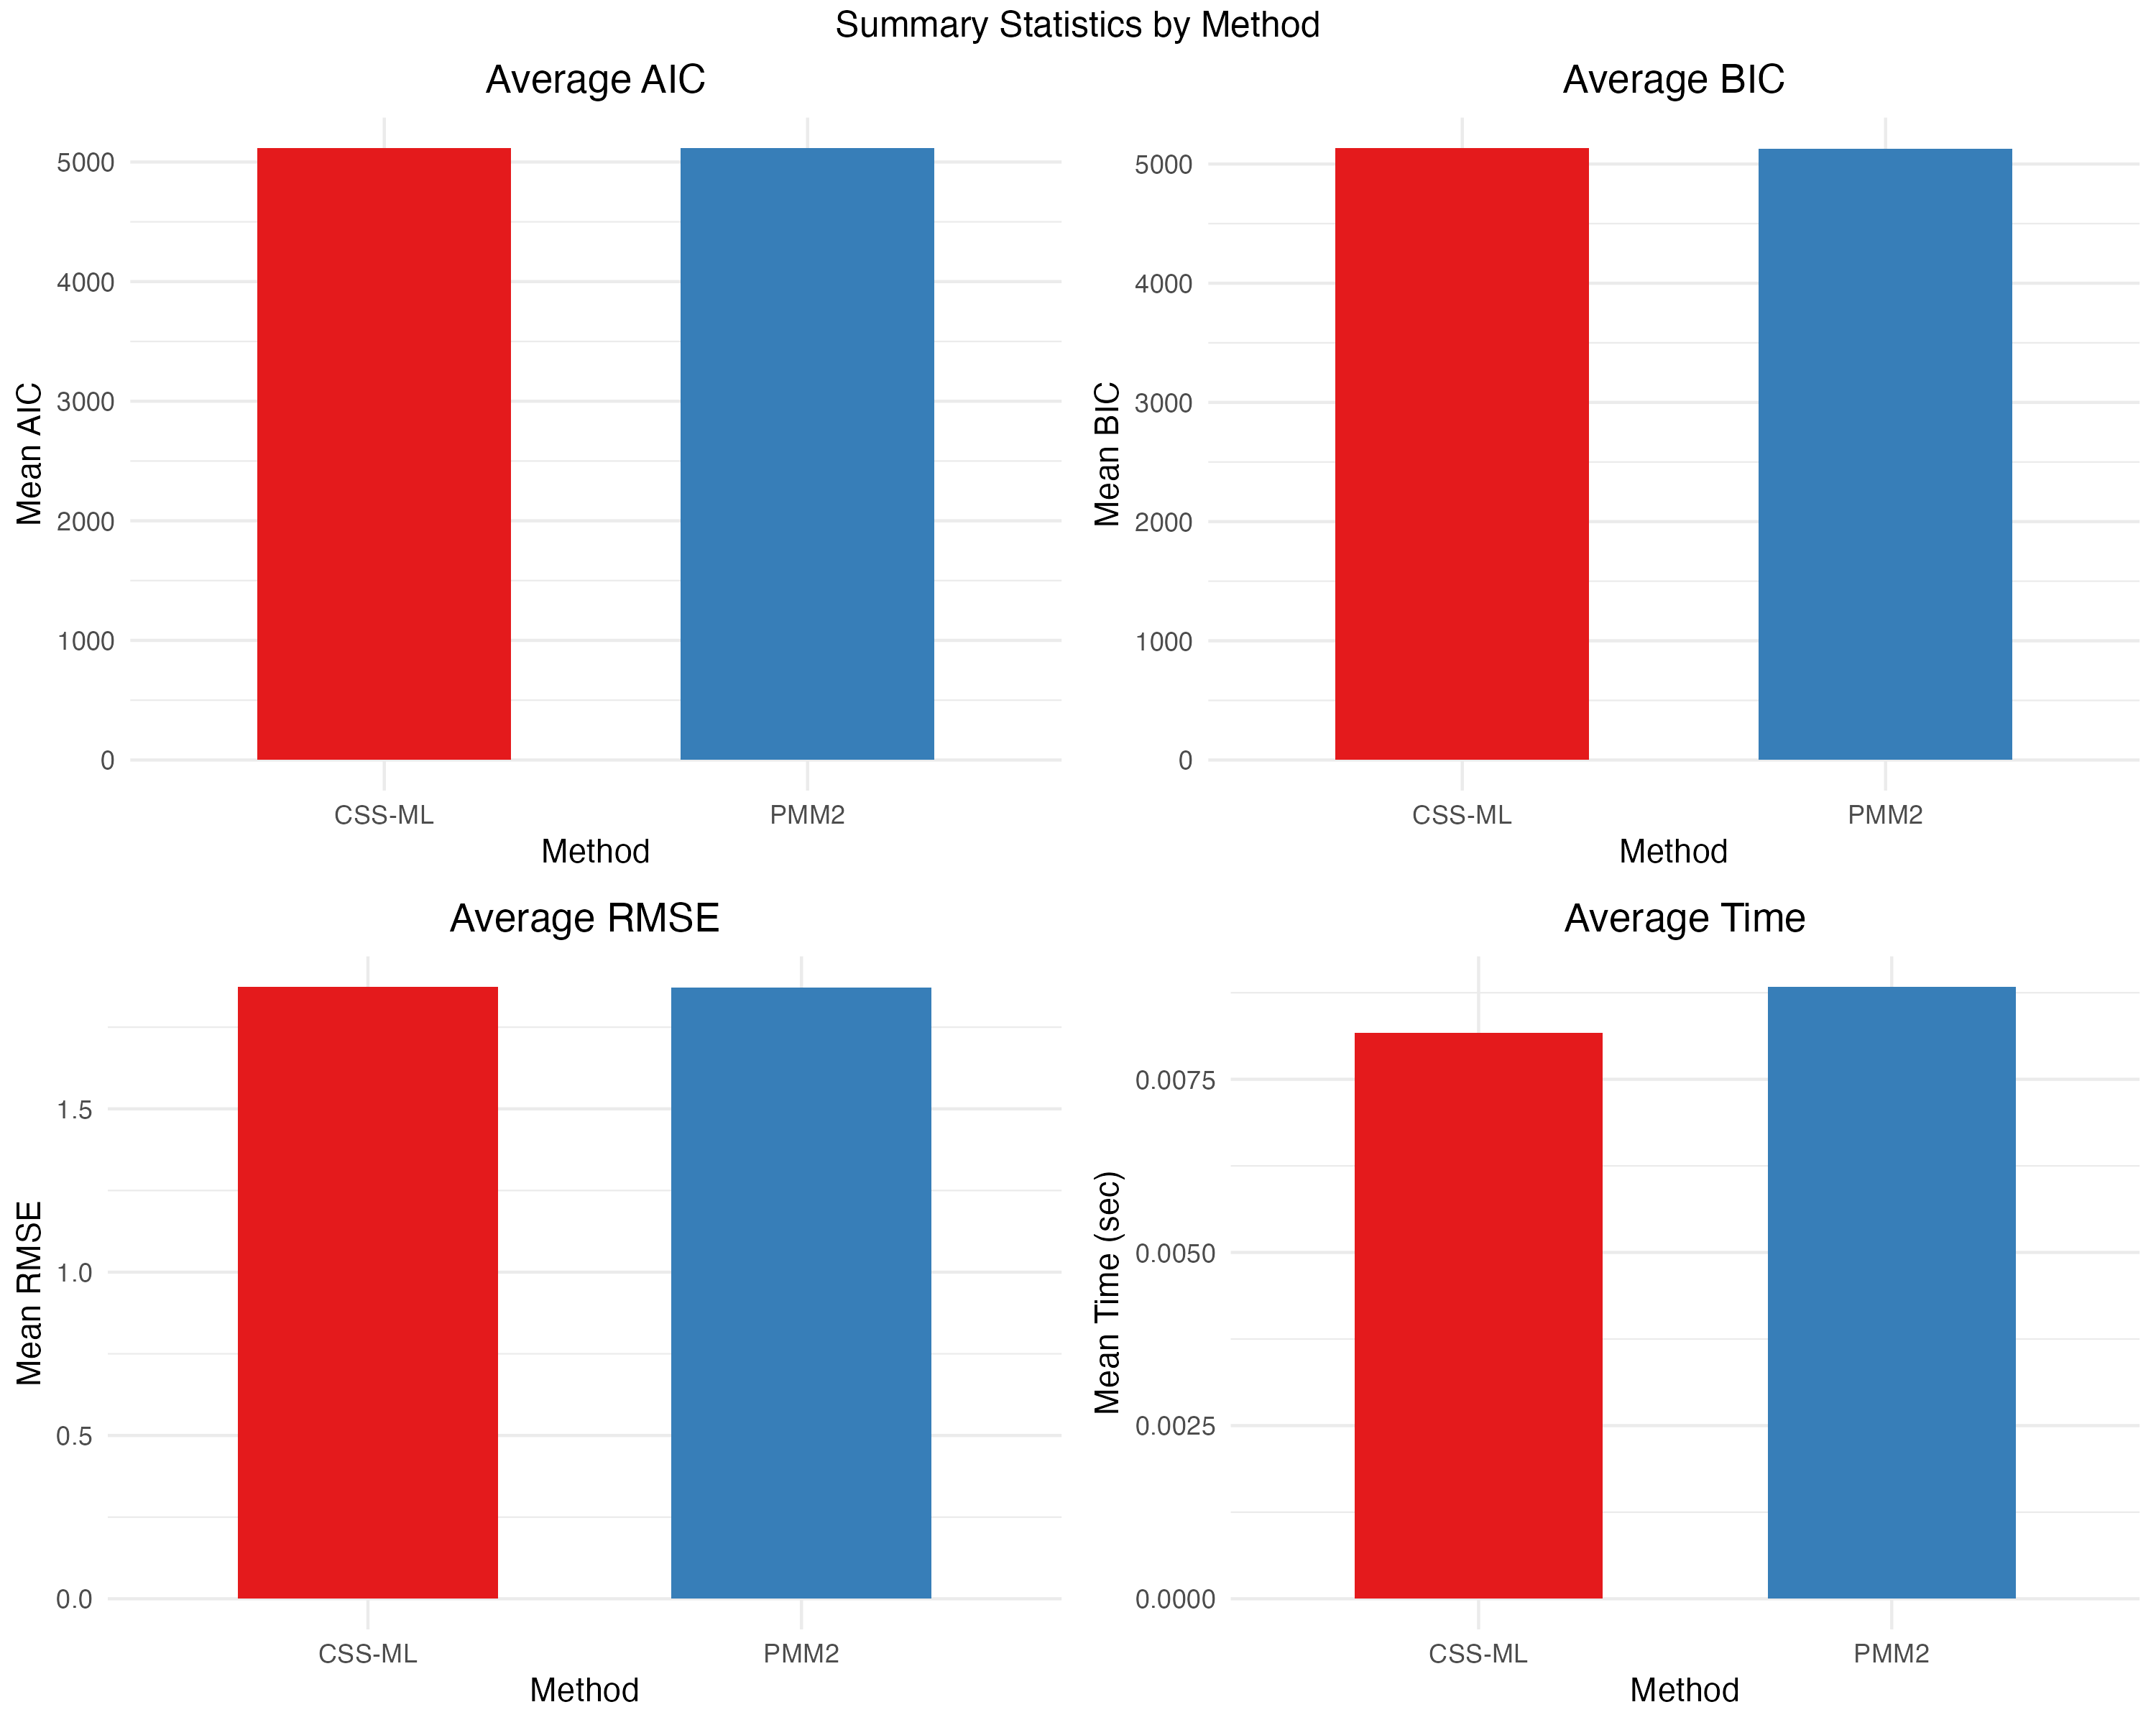 Summary Statistics by Method
Average AIC
Mean AIC
5000
4000
3000
2000
1000
0
CSS-ML
PMM2
Method
Average BIC
Mean BIC
5000
4000
3000
2000
1000
0
CSS-ML
PMM2
Method
Average RMSE
Mean RMSE
1.5
1.0
0.5
0.0
CSS-ML
PMM2
Method
Average Time
Mean Time (sec)
0.0075
0.0050
0.0025
0.0000
CSS-ML
PMM2
Method